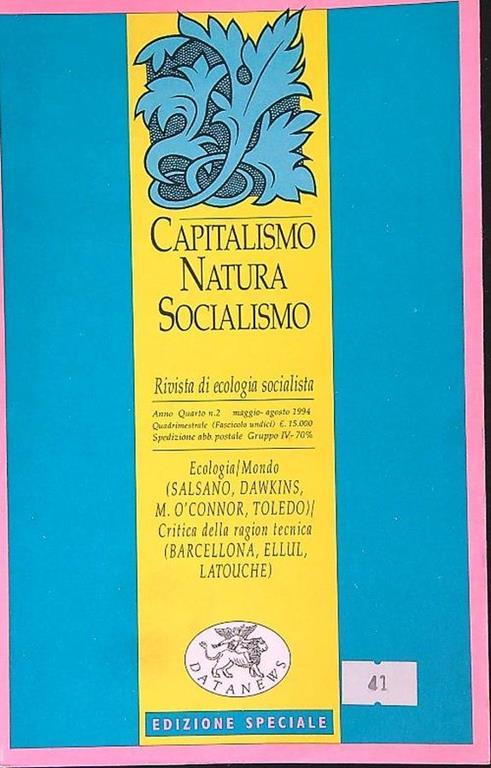 CAPITALISMO
NATURA
SOCIALISMO
Rivista di ecologia socialista
Anno Quarto n.2 maggio-agosto 1994
Quadrimestrale (Fascicolo undici) £. 15.000
Spedizione abb. postale Gruppo IV-70%
Ecologia/Mondo
(SALSANO, DAWKINS,
M. O'CONNOR, TOLEDO)/
Critica della ragion tecnica
(BARCELLONA, ELLUL,
LATOUCHE)
DATANEWS
41
EDIZIONE SPECIALE